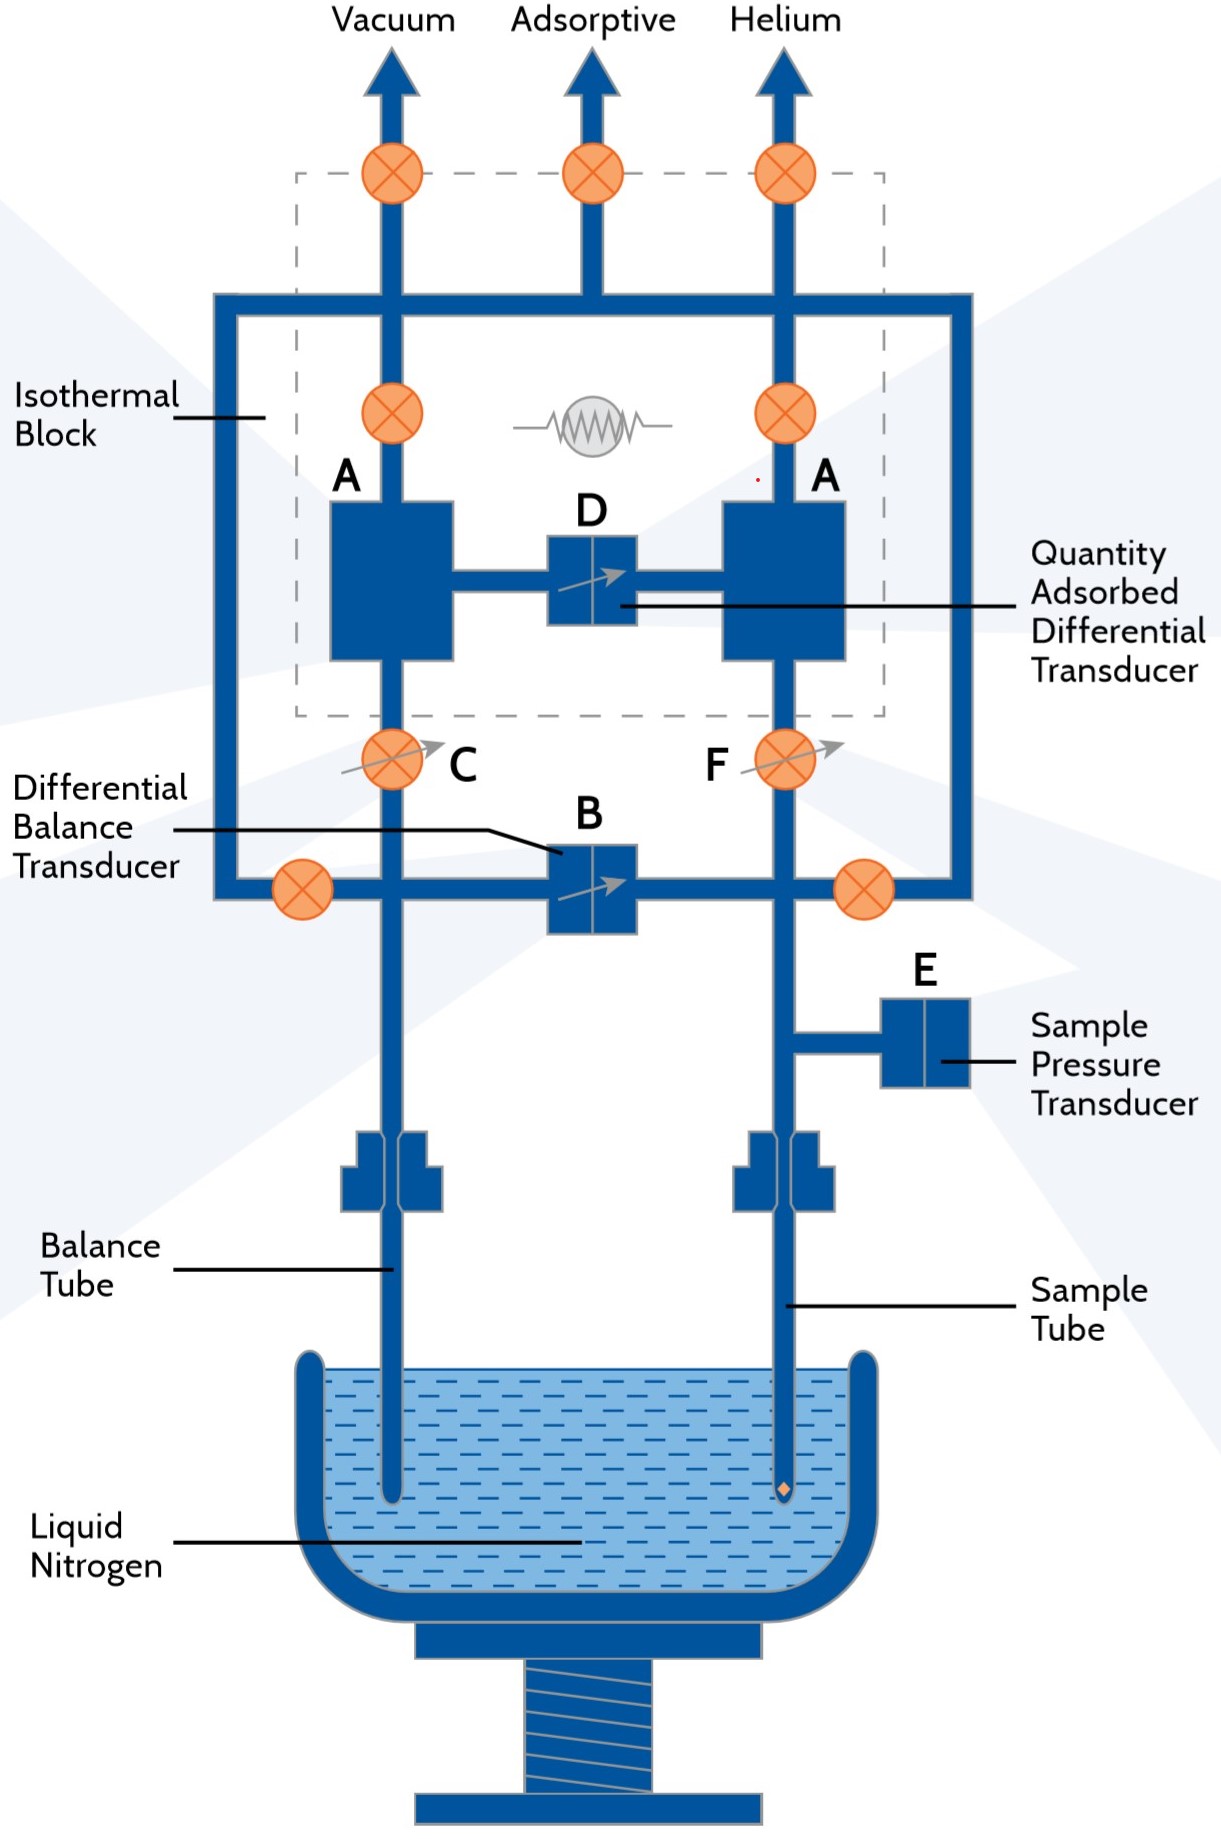 Vacuum
Adsorptive
Helium
Isothermal
Block
A
A
D
Quantity
Adsorbed
Differential
Transducer
C
F
Differential
Balance
Transducer
B
E
Sample
Pressure
Transducer
Balance
Tube
Sample
Tube
Liquid
Nitrogen